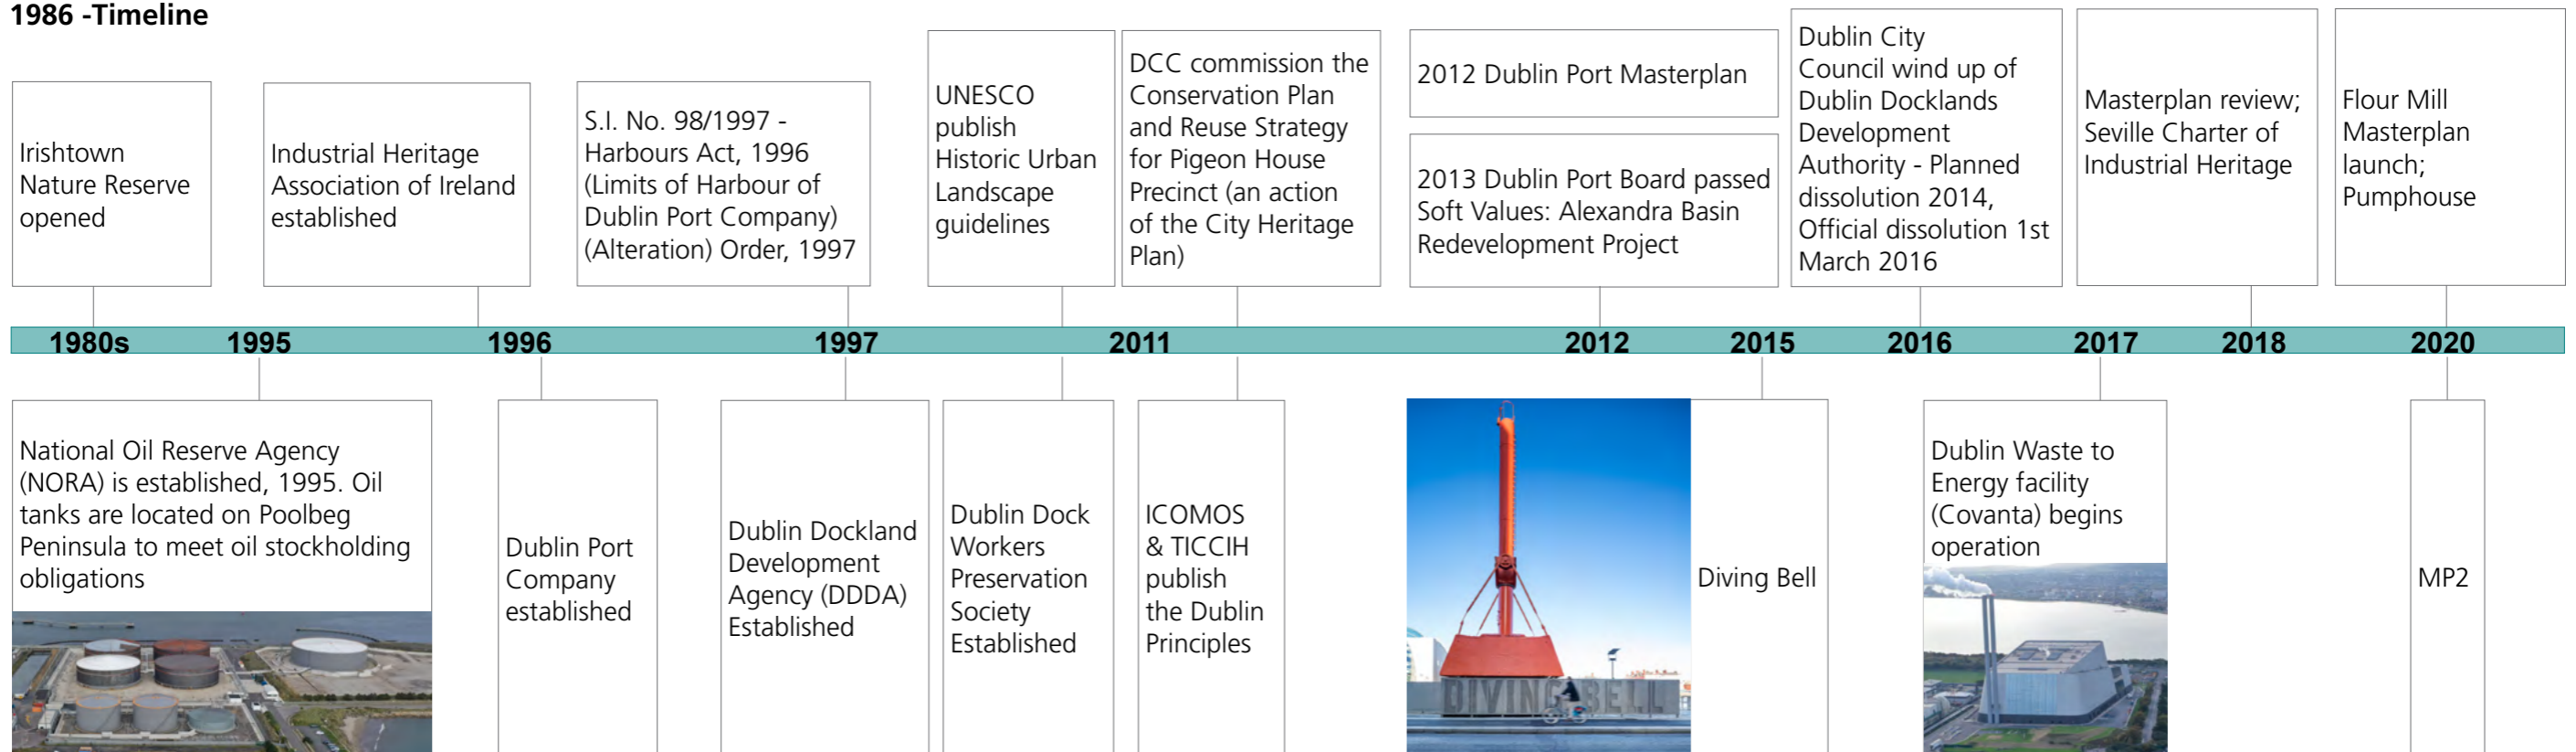 1986 -Timeline
Irishtown
Nature Reserve
opened
Industrial Heritage
Association of Ireland
established
S.I. No. 98/1997 -
Harbours Act, 1996
(Limits of Harbour of
Dublin Port Company)
(Alteration) Order, 1997
UNESCO
publish
Historic Urban
Landscape
guidelines
DCC commission the
Conservation Plan
and Reuse Strategy
for Pigeon House
Precinct (an action
of the City Heritage
Plan)
2012 Dublin Port Masterplan
2013 Dublin Port Board passed
Soft Values: Alexandra Basin
Redevelopment Project
Dublin City
Council wind up of
Dublin Docklands
Development
Authority - Planned
dissolution 2014,
Official dissolution 1st
March 2016
Masterplan review;
Seville Charter of
Industrial Heritage
Flour Mill
Masterplan
launch;
Pumphouse
1980s 1995 1996 1997 2011 2012 2015 2016 2017 2018 2020
National Oil Reserve Agency
(NORA) is established, 1995. Oil
tanks are located on Poolbeg
Peninsula to meet oil stockholding
obligations
Dublin Port
Company
established
Dublin Dockland
Development
Agency (DDDA)
Established
Dublin Dock
Workers
Preservation
Society
Established
ICOMOS
& TICCIH
publish
the Dublin
Principles
DIVING BELL
Diving Bell
Dublin Waste to
Energy facility
(Covanta) begins
operation
MP2